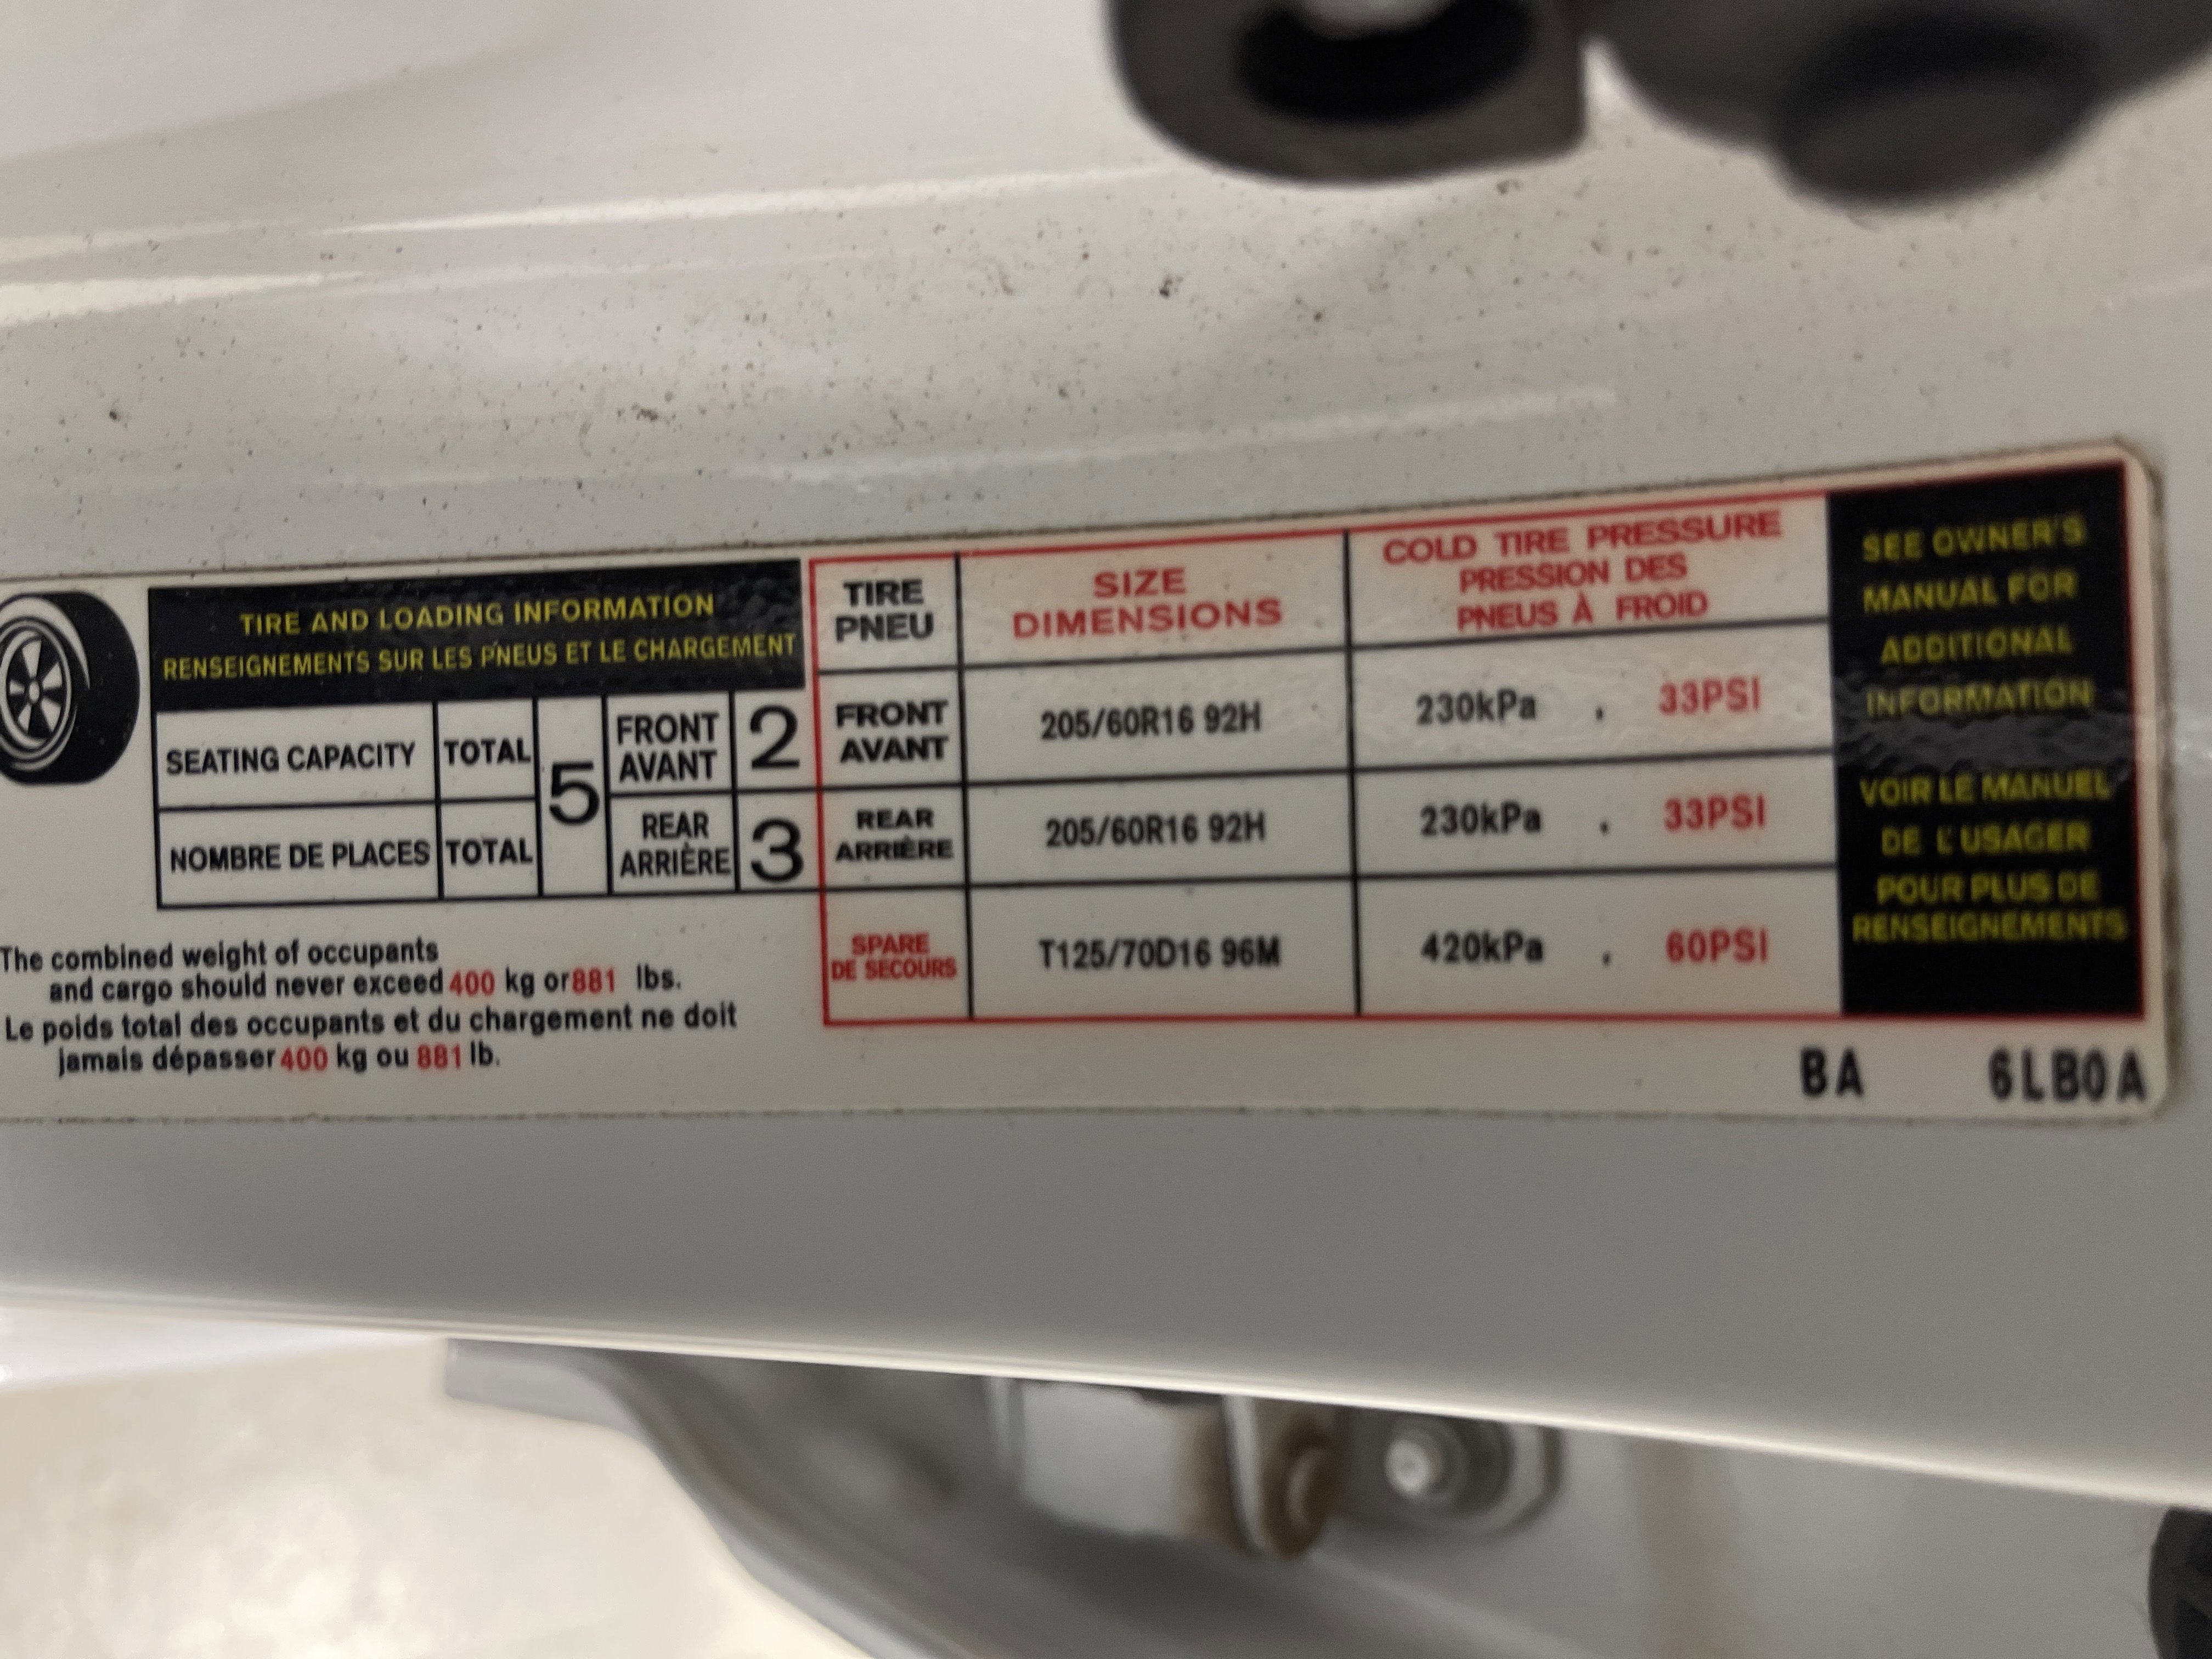 TIRE AND LOADING INFORMATION
RENSEIGNEMENTS SUR LES PNEUS ET LE CHARGEMENT
SEATING CAPACITY TOTAL 5 FRONT AVANT 2
NOMBRE DE PLACES TOTAL REAR ARRIÈRE 3
The combined weight of occupants
and cargo should never exceed 400 kg or 881 lbs.
Le poids total des occupants et du chargement ne doit
jamais dépasser 400 kg ou 881 lb.
TIRE PNEU SIZE DIMENSIONS COLD TIRE PRESSURE PRESSION DES PNEUS À FROID
FRONT AVANT 205/60R16 92H 230kPa , 33PSI
REAR ARRIÈRE 205/60R16 92H 230kPa , 33PSI
SPARE DE SECOURS T125/70D16 96M 420kPa , 60PSI
SEE OWNER'S
MANUAL FOR
ADDITIONAL
INFORMATION
VOIR LE MANUEL
DE L'USAGER
POUR PLUS DE
RENSEIGNEMENTS
BA 6LB0A